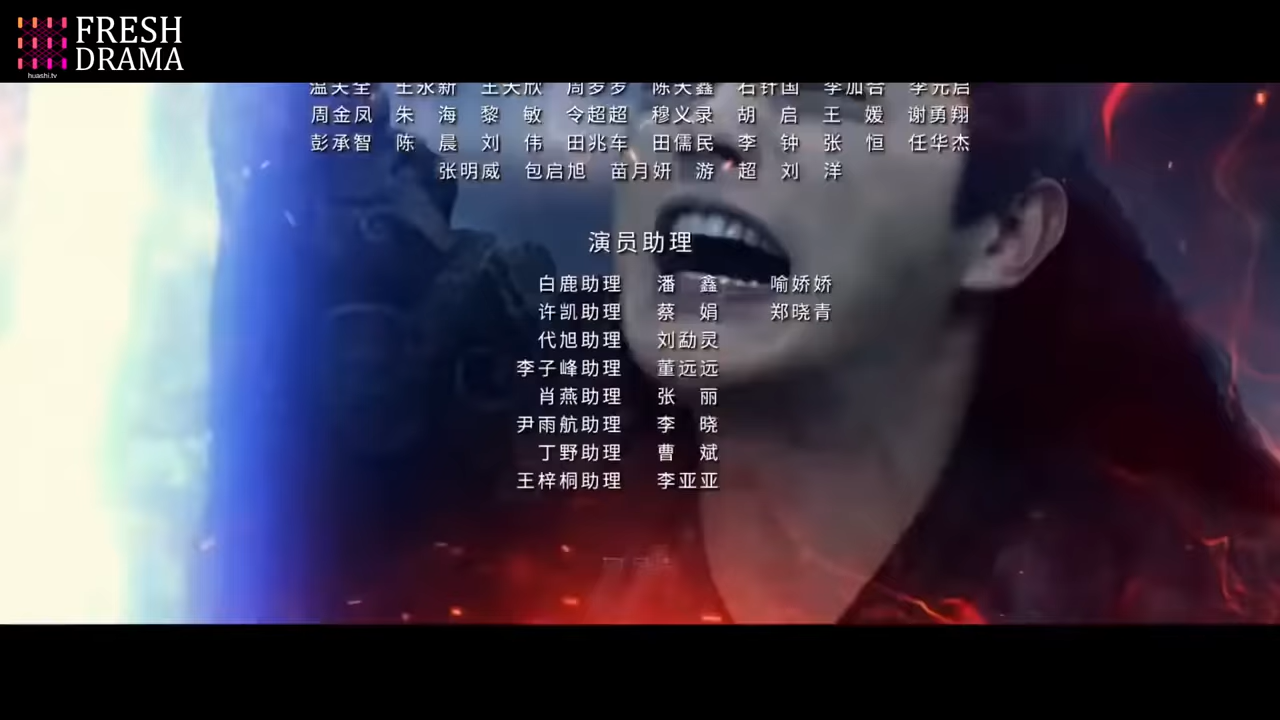 FRESH
DRAMA
huashi.tv
周金凤 朱 海 黎 敏 令超超 穆义录 胡 启 王 媛 谢勇翔
彭承智 陈 晨 刘 伟 田兆车 田儒民 李 钟 张 恒 任华杰
张明威 包启旭 苗月妍 游 超 刘 洋
演员助理
白鹿助理 潘 鑫 喻娇娇
许凯助理 蔡 娟 郑晓青
代旭助理 刘勐灵
李子峰助理 董远远
肖燕助理 张 丽
尹雨航助理 李 晓
丁野助理 曹 斌
王梓桐助理 李亚亚